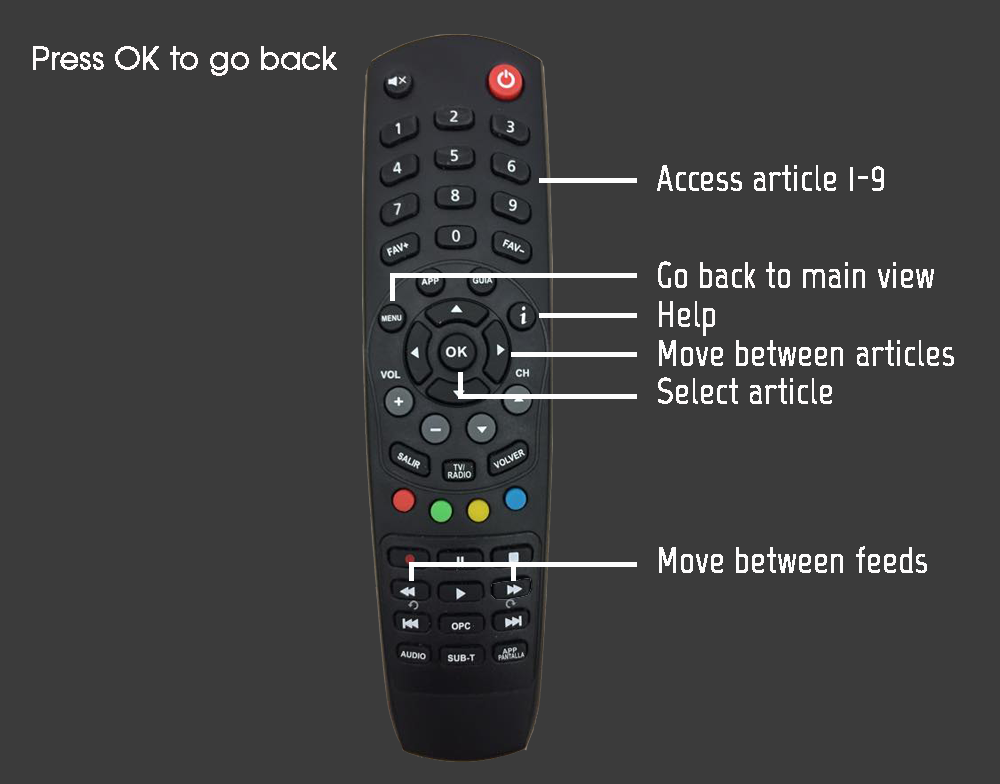 Press OK to go back
1
2
3
4
5
6
Access article 1-9
7
8
9
FAV+
0
FAV-
APP
GUIA
Go back to main view
MENU
i
Help
OK
Move between articles
VOL
CH
Select article
+
-
SALIR
TV/
RADIO
VOLVER
Move between feeds
OPC
AUDIO
SUB-T
APP
PANTALLA